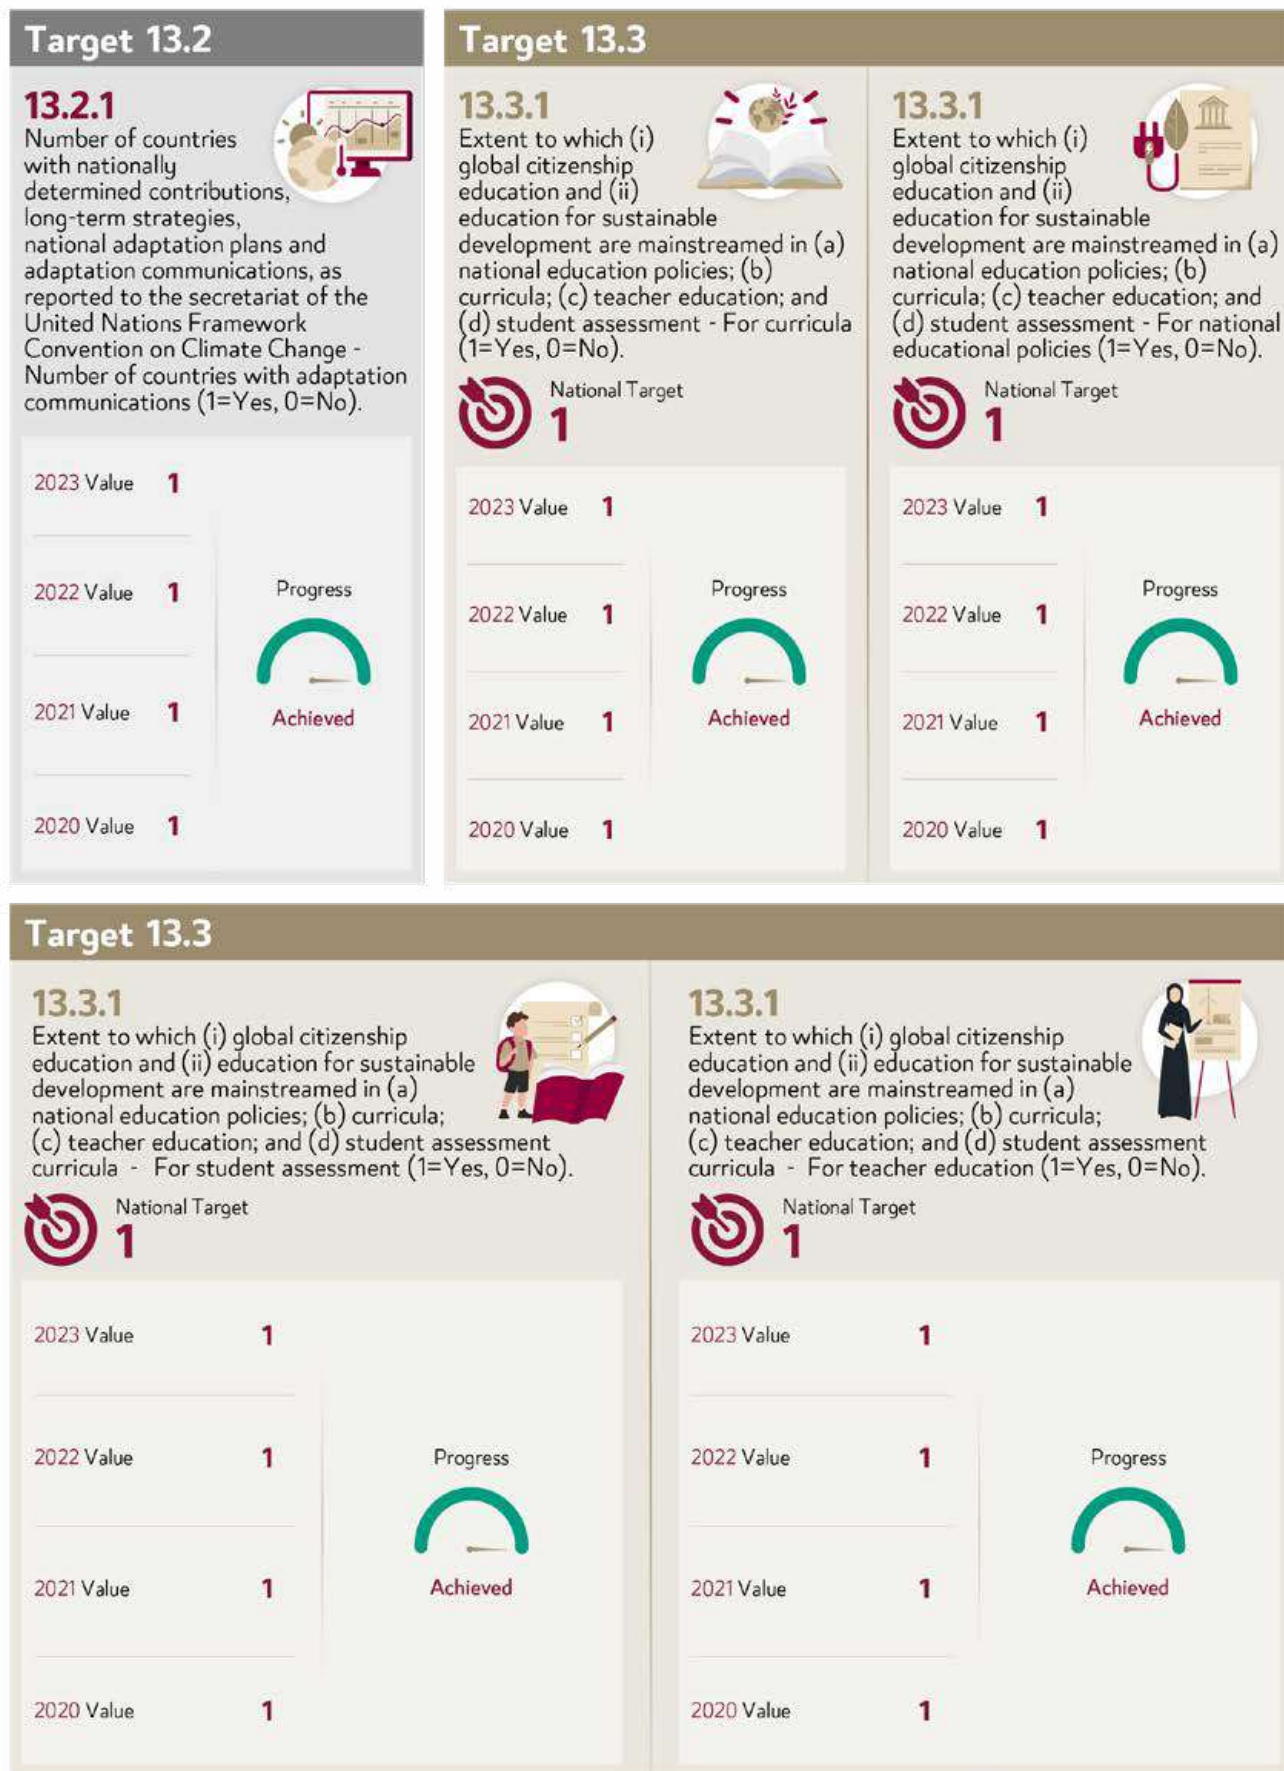 Target 13.2
13.2.1
Number of countries
with nationally
determined contributions,
long-term strategies,
national adaptation plans and
adaptation communications, as
reported to the secretariat of the
United Nations Framework
Convention on Climate Change -
Number of countries with adaptation
communications (1=Yes, 0=No).
2023 Value 1
2022 Value 1
2021 Value 1
2020 Value 1
Progress
Achieved
Target 13.3
13.3.1
Extent to which (i)
global citizenship
education and (ii)
education for sustainable
development are mainstreamed in (a)
national education policies; (b)
curricula; (c) teacher education; and
(d) student assessment - For curricula
(1=Yes, 0=No).
National Target
1
2023 Value 1
2022 Value 1
2021 Value 1
2020 Value 1
Progress
Achieved
13.3.1
Extent to which (i)
global citizenship
education and (ii)
education for sustainable
development are mainstreamed in (a)
national education policies; (b)
curricula; (c) teacher education; and
(d) student assessment - For national
educational policies (1=Yes, 0=No).
National Target
1
2023 Value 1
2022 Value 1
2021 Value 1
2020 Value 1
Progress
Achieved
Target 13.3
13.3.1
Extent to which (i) global citizenship
education and (ii) education for sustainable
development are mainstreamed in (a)
national education policies; (b) curricula;
(c) teacher education; and (d) student assessment
curricula - For student assessment (1=Yes, 0=No).
National Target
1
2023 Value 1
2022 Value 1
2021 Value 1
2020 Value 1
Progress
Achieved
13.3.1
Extent to which (i) global citizenship
education and (ii) education for sustainable
development are mainstreamed in (a)
national education policies; (b) curricula;
(c) teacher education; and (d) student assessment
curricula - For teacher education (1=Yes, 0=No).
National Target
1
2023 Value 1
2022 Value 1
2021 Value 1
2020 Value 1
Progress
Achieved